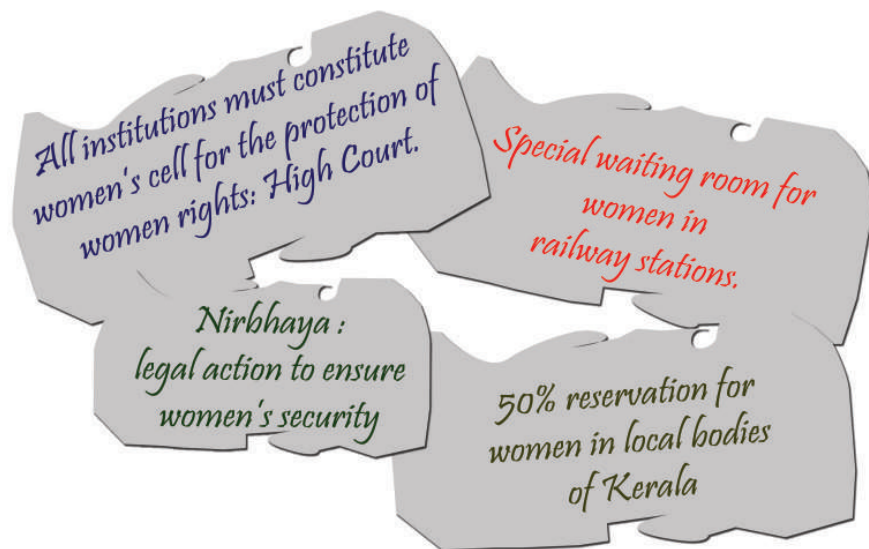 All institutions must constitute
women's cell for the protection of
women rights: High Court.
Special waiting room for
women in
railway stations.
Nirbhaya :
legal action to ensure
women's security
50% reservation for
women in local bodies
of Kerala